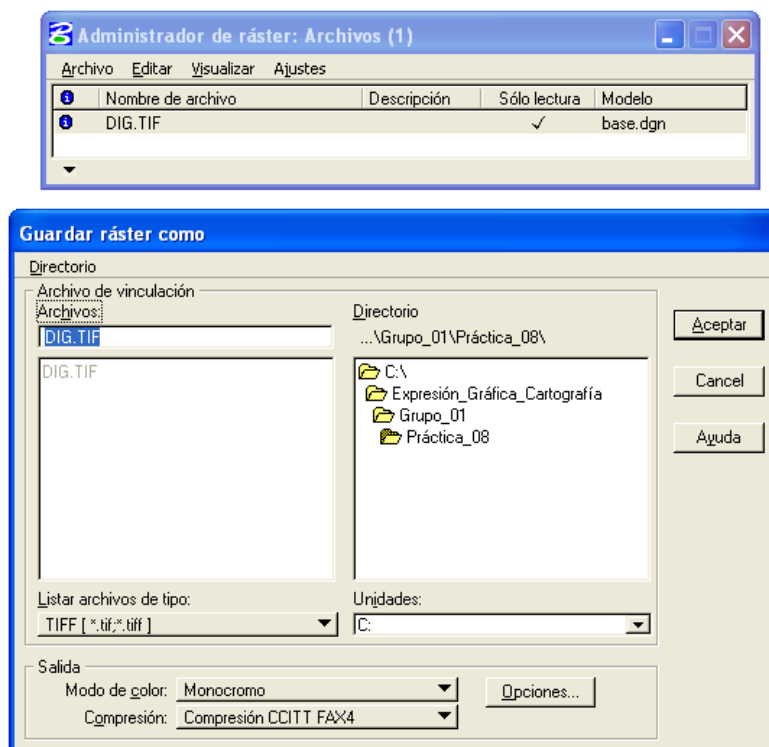 Administrador de ráster: Archivos (1)
Archivo Editar Visualizar Ajustes
Nombre de archivo Descripción Sólo lectura Modelo
DIG.TIF ✓ base.dgn
Guardar ráster como
Directorio
Archivo de vinculación
Archivos: Directorio
DIG.TIF ...\Grupo_01\Práctica_08\ Aceptar
DIG.TIF C:\
Expresión_Gráfica_Cartografía Cancel
Grupo_01
Práctica_08 Ayuda
Listar archivos de tipo: Unidades:
TIFF [ *.tif;*.tiff ] C:
Salida
Modo de color: Monocromo Opciones...
Compresión: Compresión CCITT FAX4